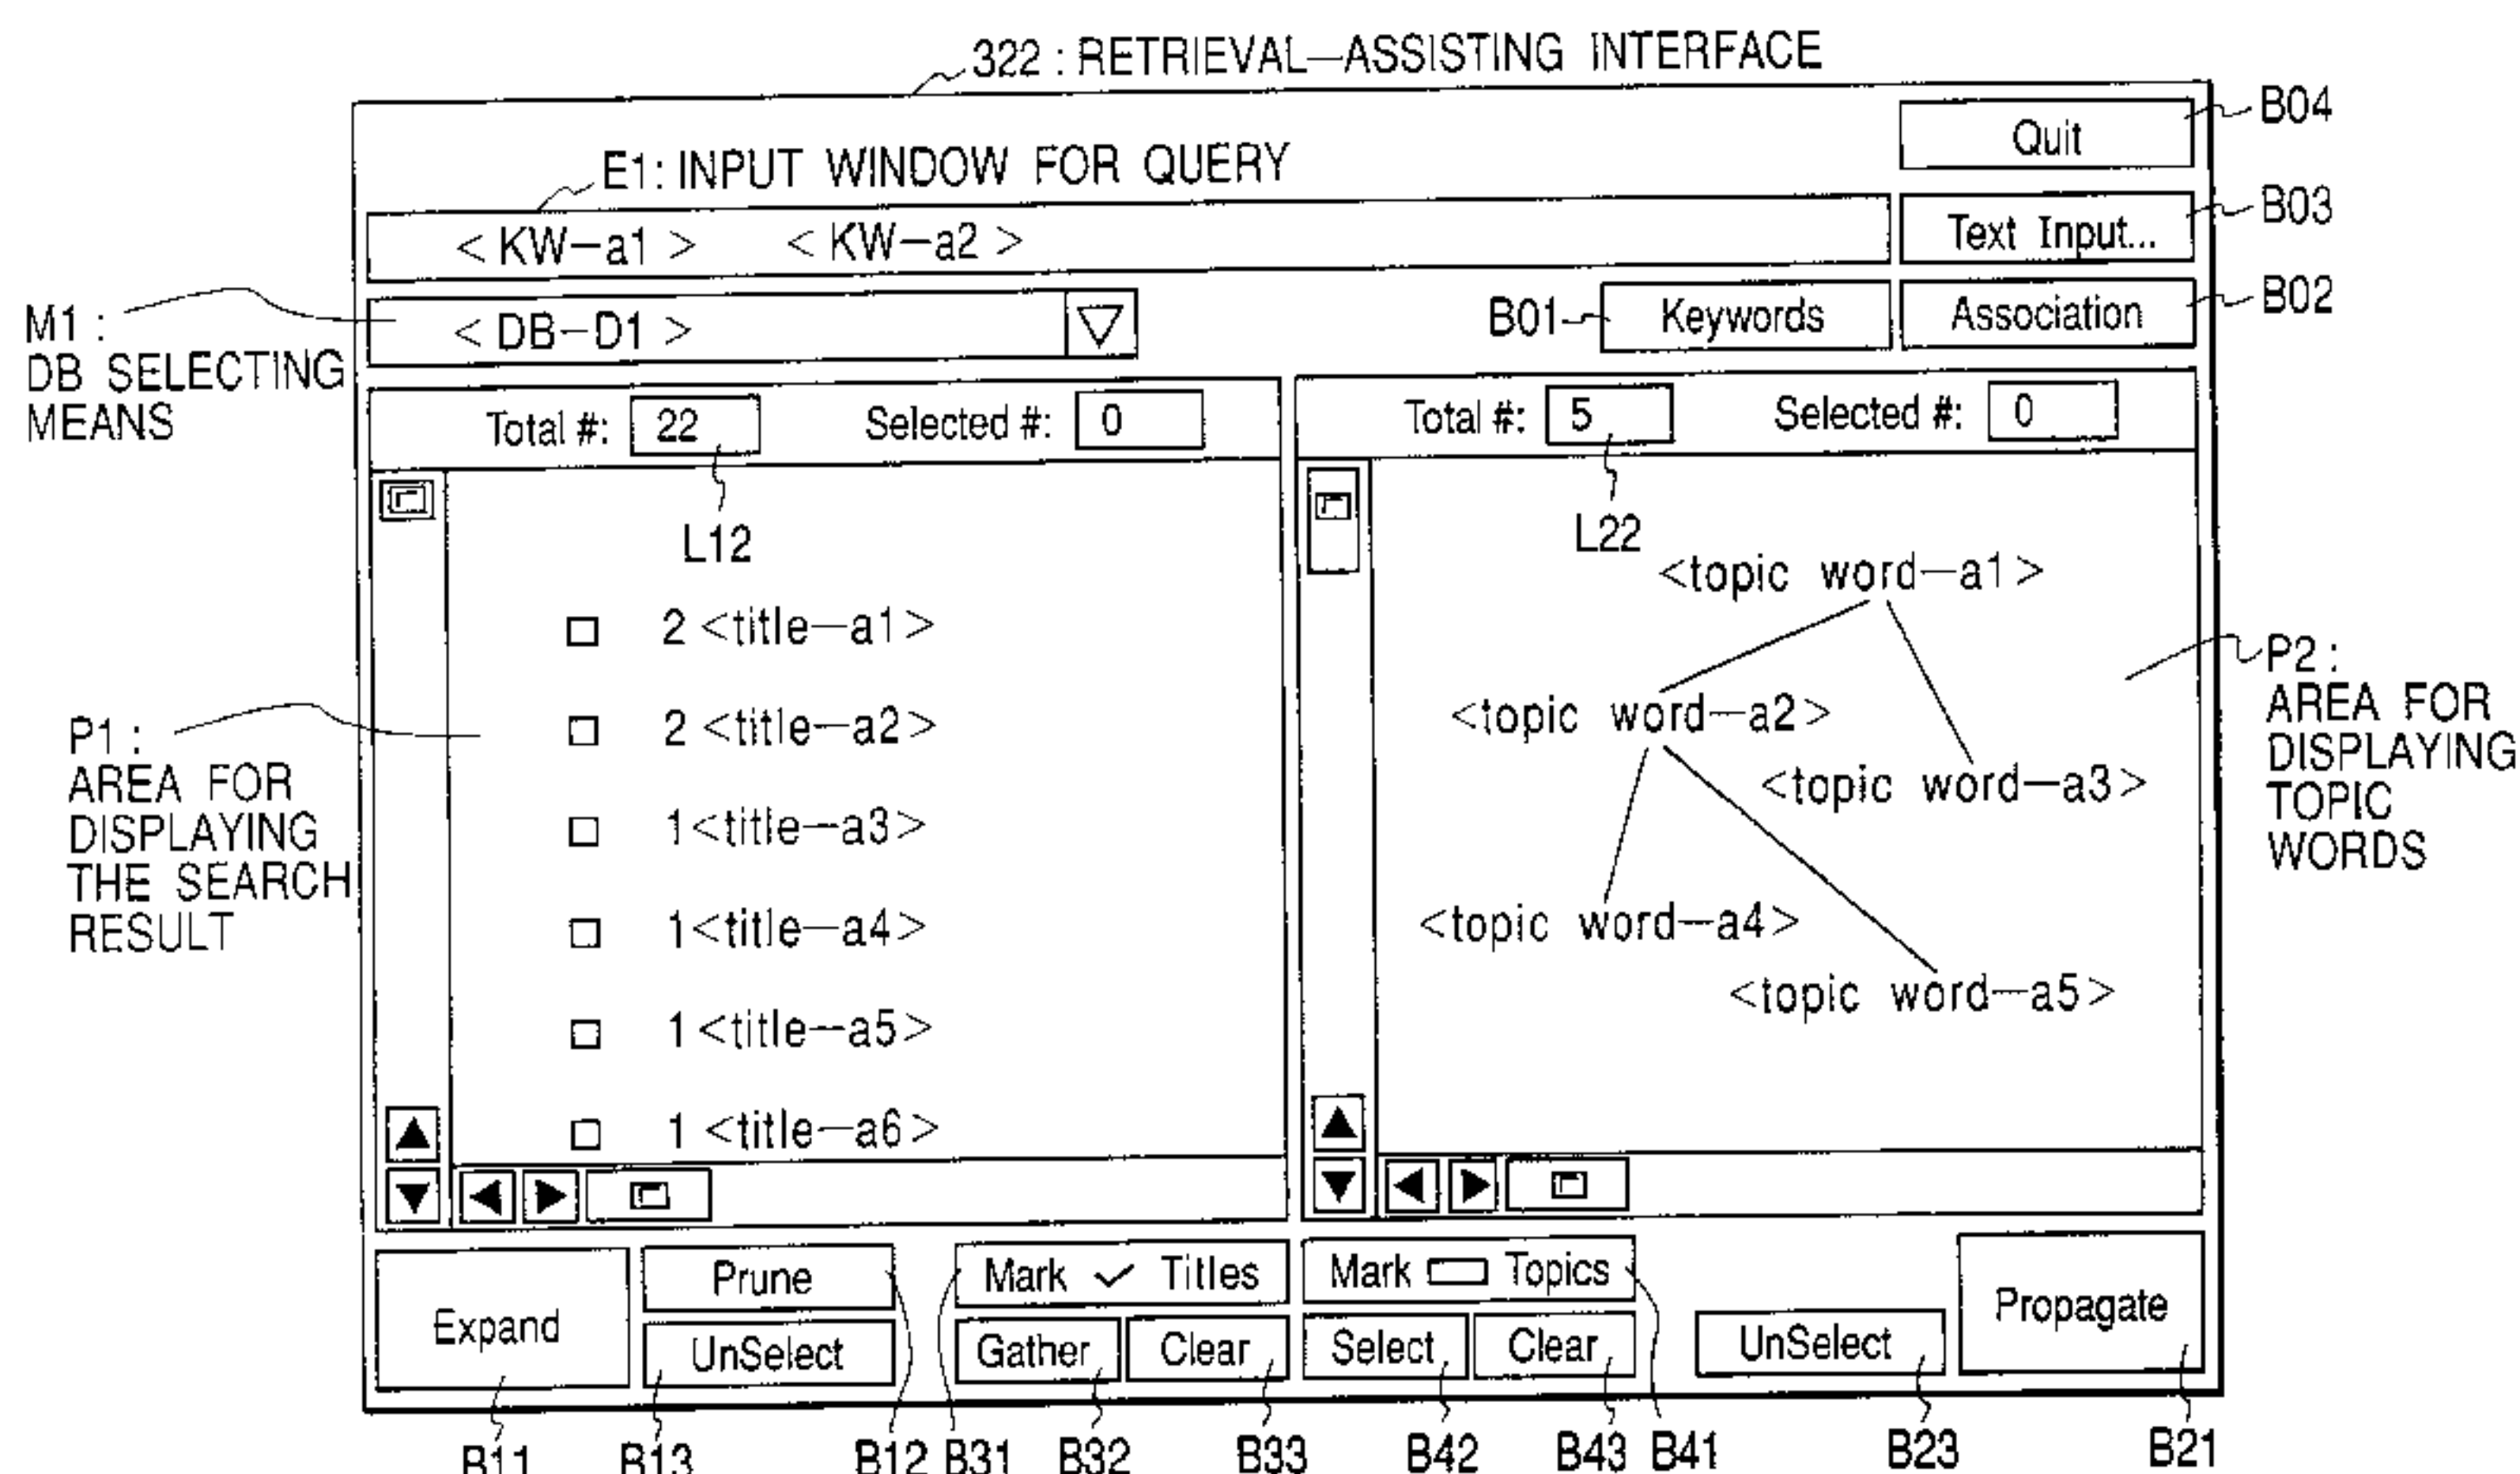 322 : RETRIEVAL—ASSISTING INTERFACE
Quit
B04
E1: INPUT WINDOW FOR QUERY
< KW—a1 > < KW—a2 >
Text Input...
B03
M1 :
DB SELECTING
MEANS
< DB—D1 >
B01
Keywords
Association
B02
Total #: 22 Selected #: 0
L12
Total #: 5 Selected #: 0
L22
P1 :
AREA FOR
DISPLAYING
THE SEARCH
RESULT
2 <title—a1>
2 <title—a2>
1 <title—a3>
1 <title—a4>
1 <title—a5>
1 <title—a6>
<topic word—a1>
<topic word—a2>
<topic word—a3>
<topic word—a4>
<topic word—a5>
P2 :
AREA FOR
DISPLAYING
TOPIC
WORDS
Expand
Prune
UnSelect
Mark ✓ Titles
Gather
Clear
Mark Topics
Select
Clear
UnSelect
Propagate
B11 B13 B12 B31 B32 B33 B42 B43 B41 B23 B21